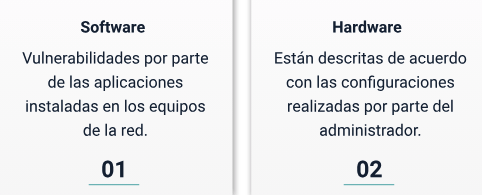 Software
Vulnerabilidades por parte
de las aplicaciones
instaladas en los equipos
de la red.
01
Hardware
Están descritas de acuerdo
con las configuraciones
realizadas por parte del
administrador.
02